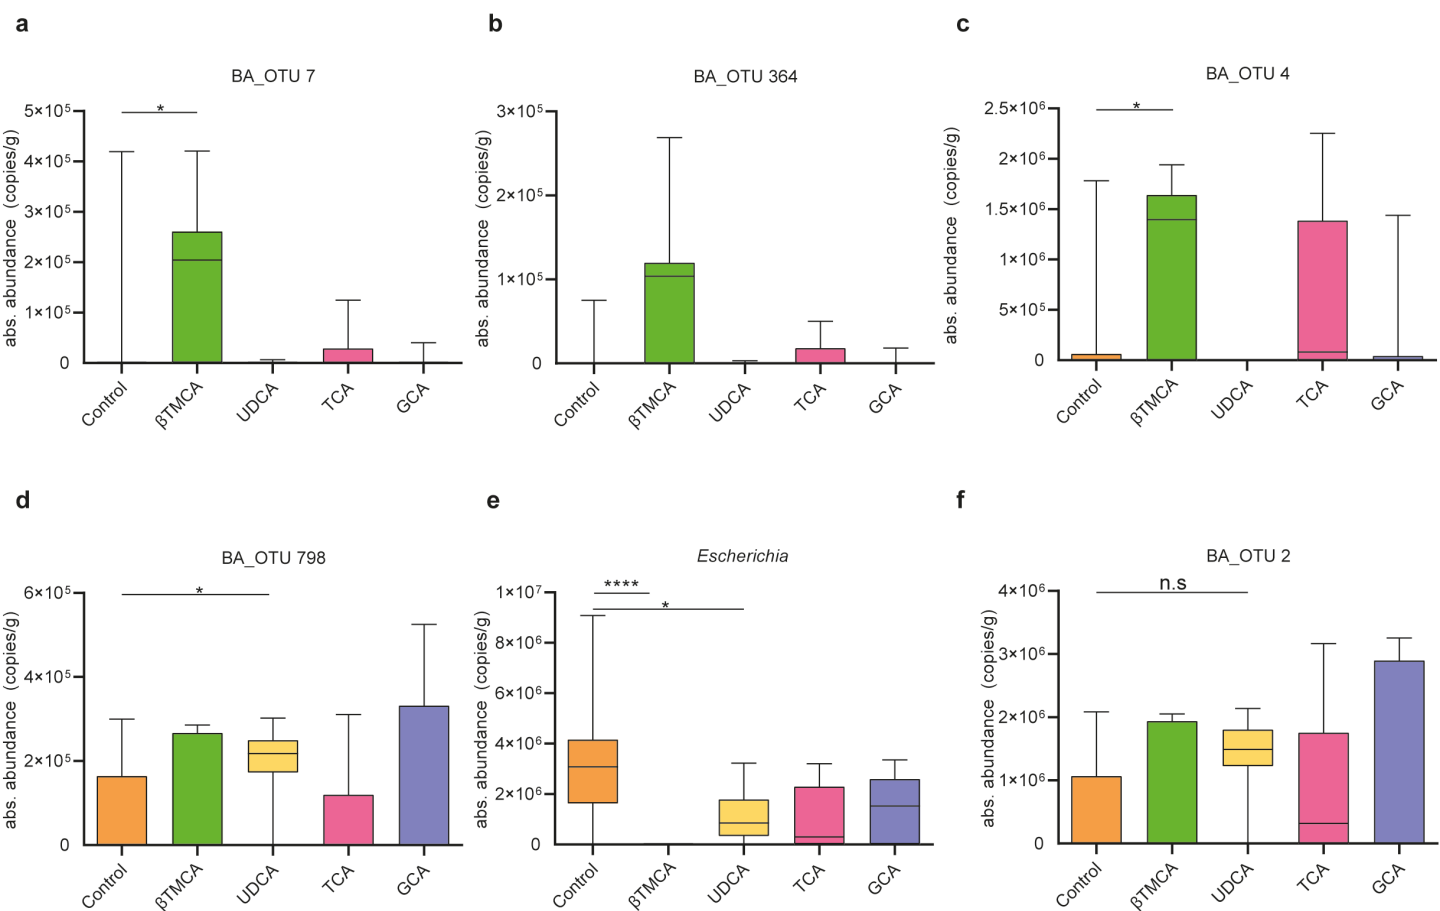 a
BA_OTU 7
abs. abundance (copies/g)
5×10⁵
4×10⁵
3×10⁵
2×10⁵
1×10⁵
0
*
Control
βTMCA
UDCA
TCA
GCA
b
BA_OTU 364
abs. abundance (copies/g)
3×10⁵
2×10⁵
1×10⁵
0
Control
βTMCA
UDCA
TCA
GCA
c
BA_OTU 4
abs. abundance (copies/g)
2.5×10⁶
2×10⁶
1.5×10⁶
1×10⁶
5×10⁵
0
*
Control
βTMCA
UDCA
TCA
GCA
d
BA_OTU 798
abs. abundance (copies/g)
6×10⁵
4×10⁵
2×10⁵
0
*
Control
βTMCA
UDCA
TCA
GCA
e
Escherichia
abs. abundance (copies/g)
1×10⁷
8×10⁶
6×10⁶
4×10⁶
2×10⁶
0
****
*
Control
βTMCA
UDCA
TCA
GCA
f
BA_OTU 2
abs. abundance (copies/g)
4×10⁶
3×10⁶
2×10⁶
1×10⁶
0
n.s
Control
βTMCA
UDCA
TCA
GCA